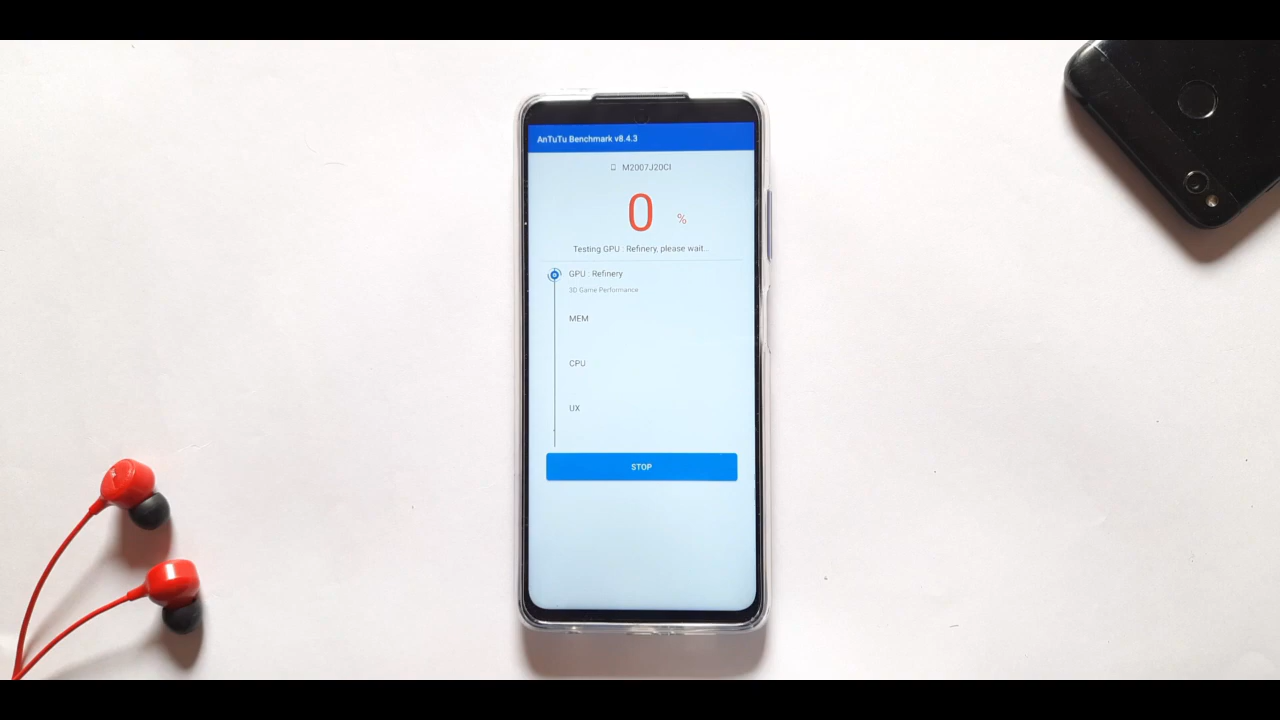 AnTuTu Benchmark v8.4.3
M2007J20CI
0 %
Testing GPU : Refinery, please wait...
GPU : Refinery
3D Game Performance
MEM
CPU
UX
STOP